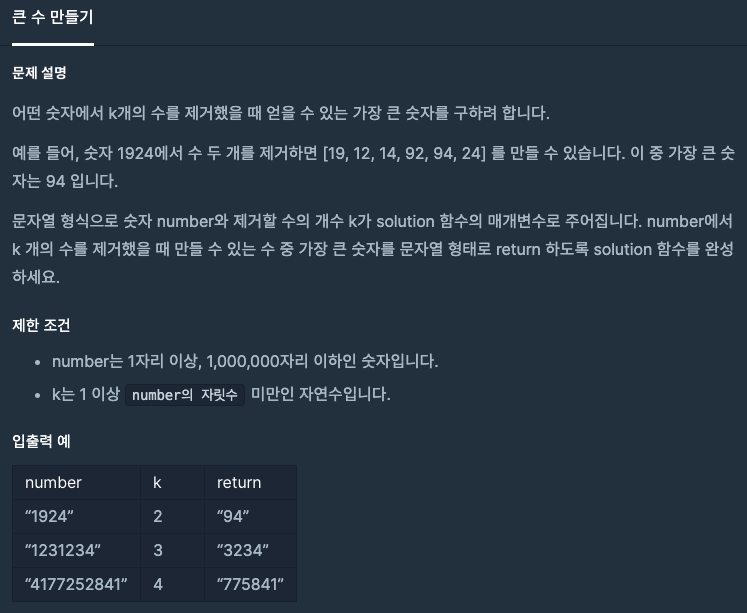 큰 수 만들기
문제 설명
어떤 숫자에서 k개의 수를 제거했을 때 얻을 수 있는 가장 큰 숫자를 구하려 합니다.
예를 들어, 숫자 1924에서 수 두 개를 제거하면 [19, 12, 14, 92, 94, 24] 를 만들 수 있습니다. 이 중 가장 큰 숫
자는 94 입니다.
문자열 형식으로 숫자 number와 제거할 수의 개수 k가 solution 함수의 매개변수로 주어집니다. number에서
k 개의 수를 제거했을 때 만들 수 있는 수 중 가장 큰 숫자를 문자열 형태로 return 하도록 solution 함수를 완성
하세요.
제한 조건
• number는 1자리 이상, 1,000,000자리 이하인 숫자입니다.
• k는 1 이상 number의 자릿수 미만인 자연수입니다.
입출력 예
number k return
“1924” 2 “94”
“1231234” 3 “3234”
“4177252841” 4 “775841”